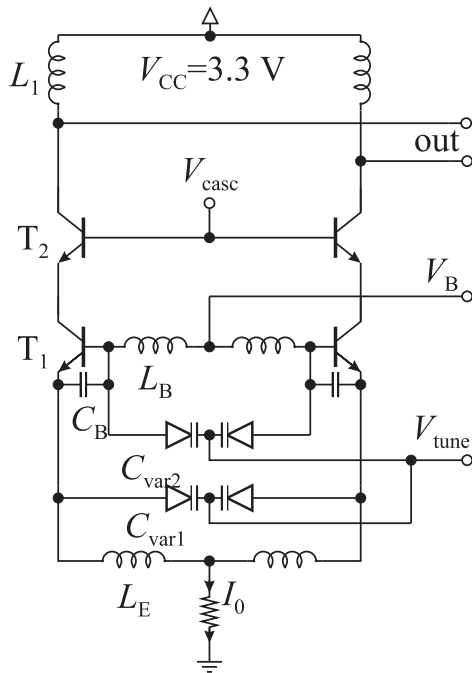 L1
VCC=3.3 V
out
Vcasc
T2
VB
T1
LB
CB
Vtune
Cvar2
Cvar1
LE
I0